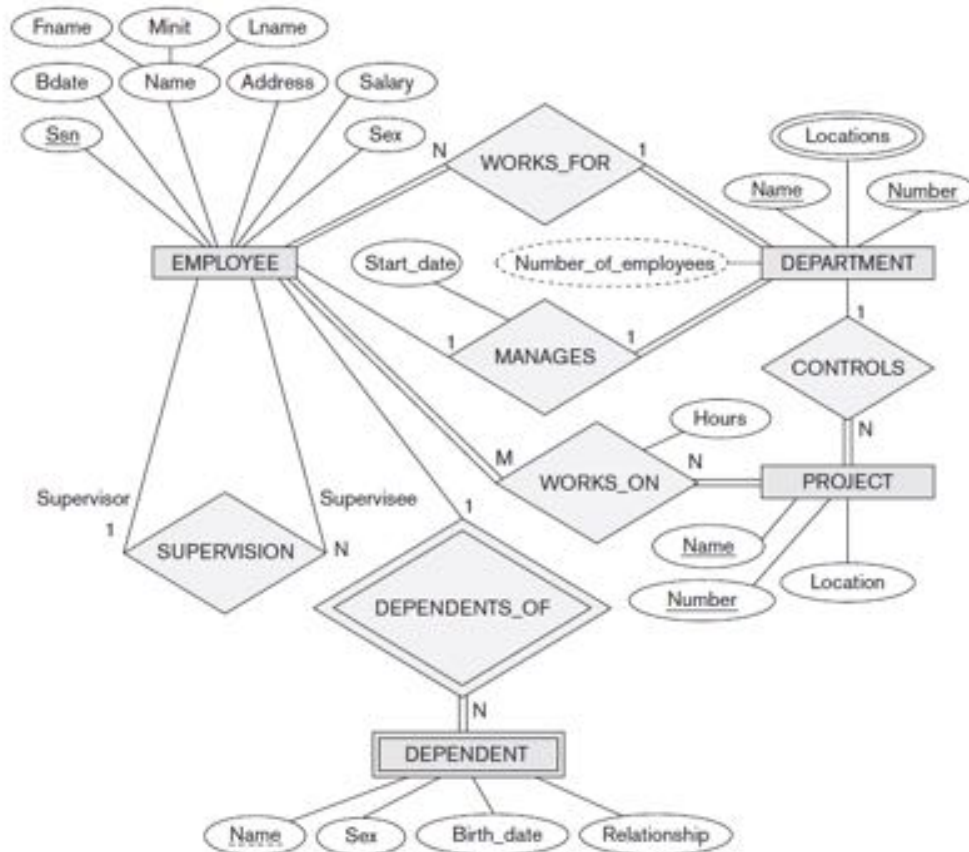 Fname
Minit
Lname
Bdate
Name
Address
Salary
Ssn
Sex
N
WORKS_FOR
1
Locations
Name
Number
EMPLOYEE
Start_date
Number_of_employees
DEPARTMENT
1
MANAGES
1
1
CONTROLS
Hours
M
WORKS_ON
N
N
PROJECT
Supervisor
1
SUPERVISION
Supervisee
N
1
Name
Number
Location
DEPENDENTS_OF
N
DEPENDENT
Name
Sex
Birth_date
Relationship